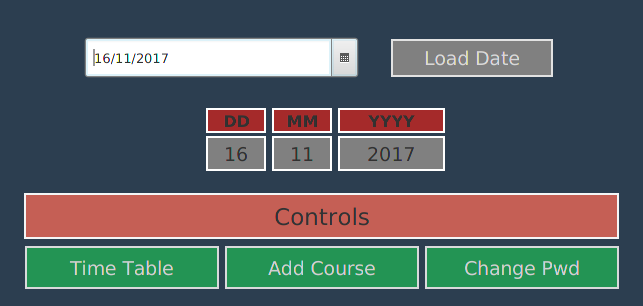 16/11/2017 Load Date
DD MM YYYY
16 11 2017
Controls
Time Table Add Course Change Pwd